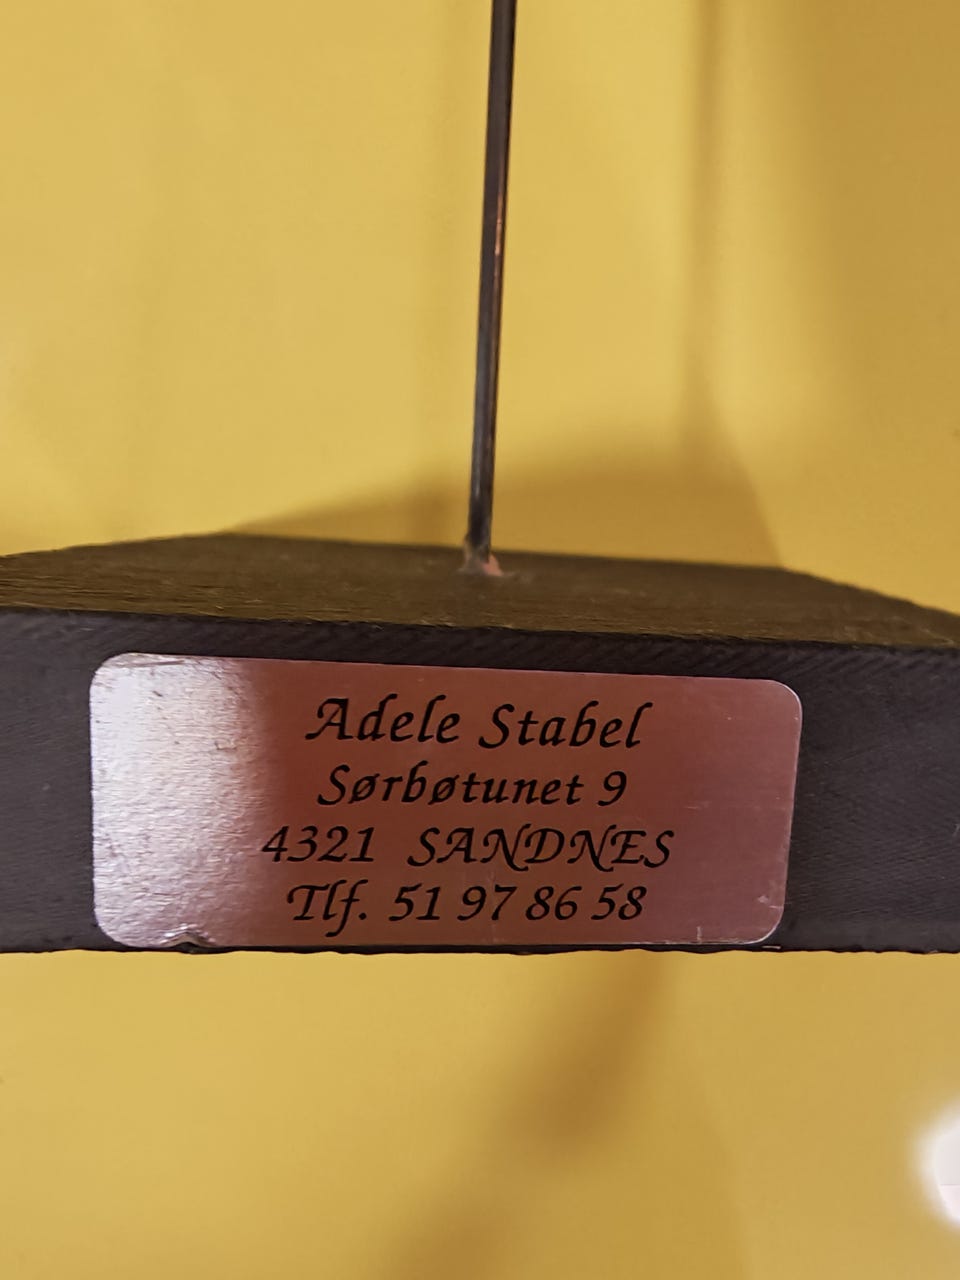 Adele Stabel
Sørbøtunet 9
4321 SANDNES
Tlf. 51 97 86 58